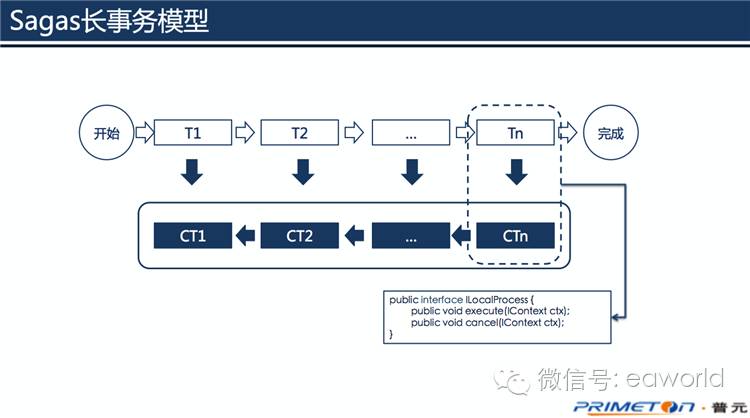 Sagas长事务模型
开始
T1
T2
...
Tn
完成
CT1
CT2
...
CTn
public interface ILocalProcess {
public void execute(IContext ctx);
public void cancel(IContext ctx);
}
微信号: eaworld
PRIMETON·普元